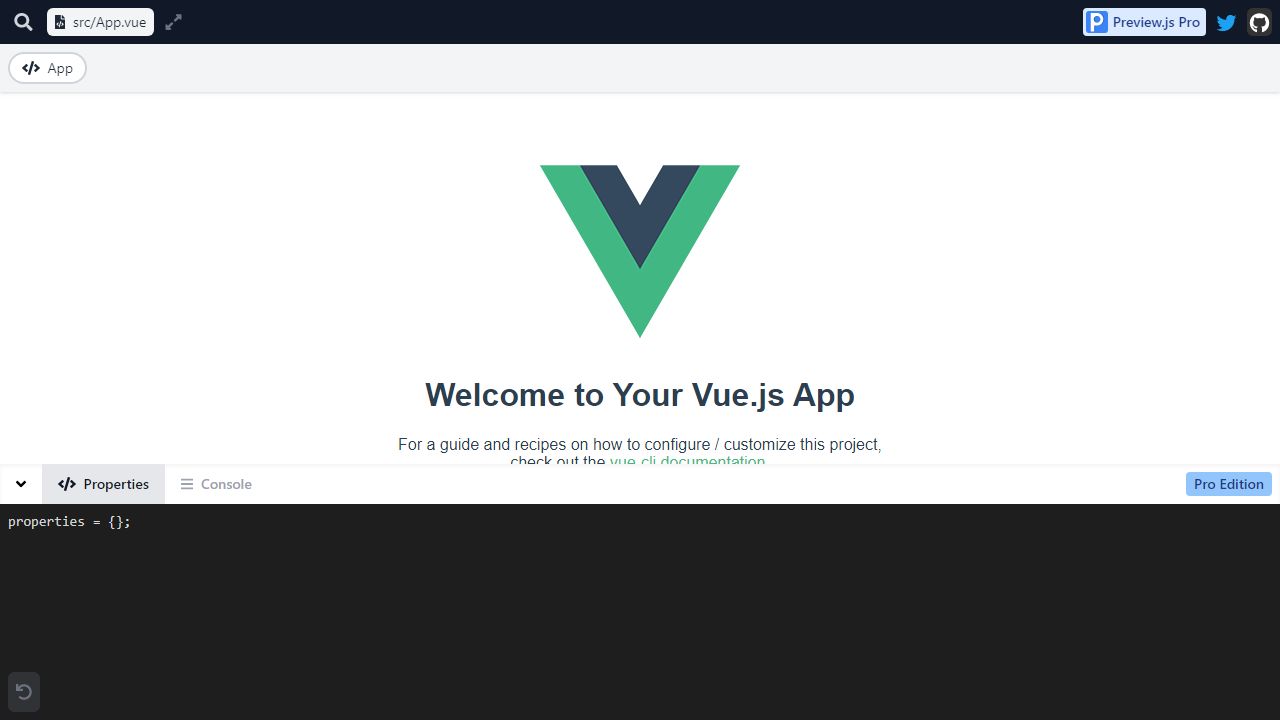 src/App.vue
Preview.js Pro
App
Welcome to Your Vue.js App
For a guide and recipes on how to configure / customize this project,
check out the vue-cli documentation.
Properties
Console
Pro Edition
properties = {};